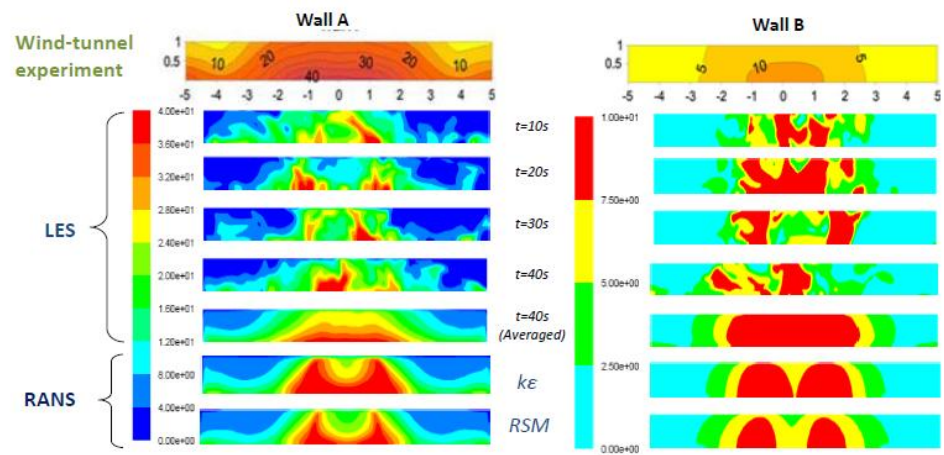 Wall A
Wall B
Wind-tunnel
experiment
1
0.5
10
20
30
40
20
10
-5 -4 -3 -2 -1 0 1 2 3 4 5
1
0.5
5
10
5
-5 -4 -3 -2 -1 0 1 2 3 4 5
LES
RANS
4.00e+01
3.60e+01
3.20e+01
2.80e+01
2.40e+01
2.00e+01
1.60e+01
1.20e+01
8.00e+00
4.00e+00
0.00e+00
t=10s
t=20s
t=30s
t=40s
t=40s
(Averaged)
kε
RSM
1.00e+01
7.50e+00
5.00e+00
2.50e+00
0.00e+00